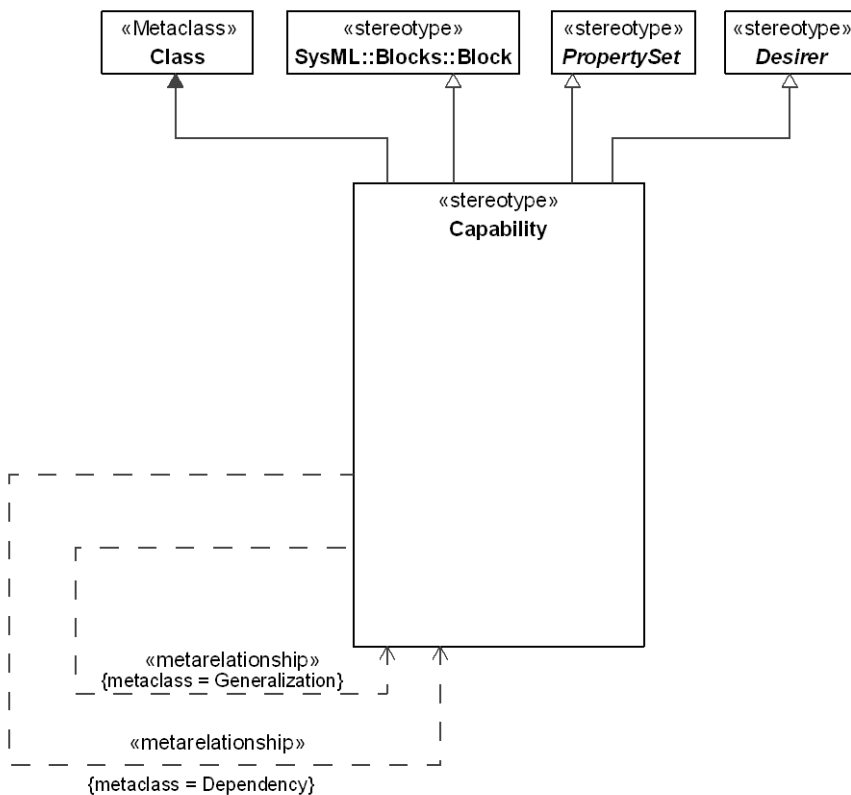 «Metaclass»
Class
«stereotype»
SysML::Blocks::Block
«stereotype»
PropertySet
«stereotype»
Desirer
«stereotype»
Capability
«metarelationship»
{metaclass = Generalization}
«metarelationship»
{metaclass = Dependency}